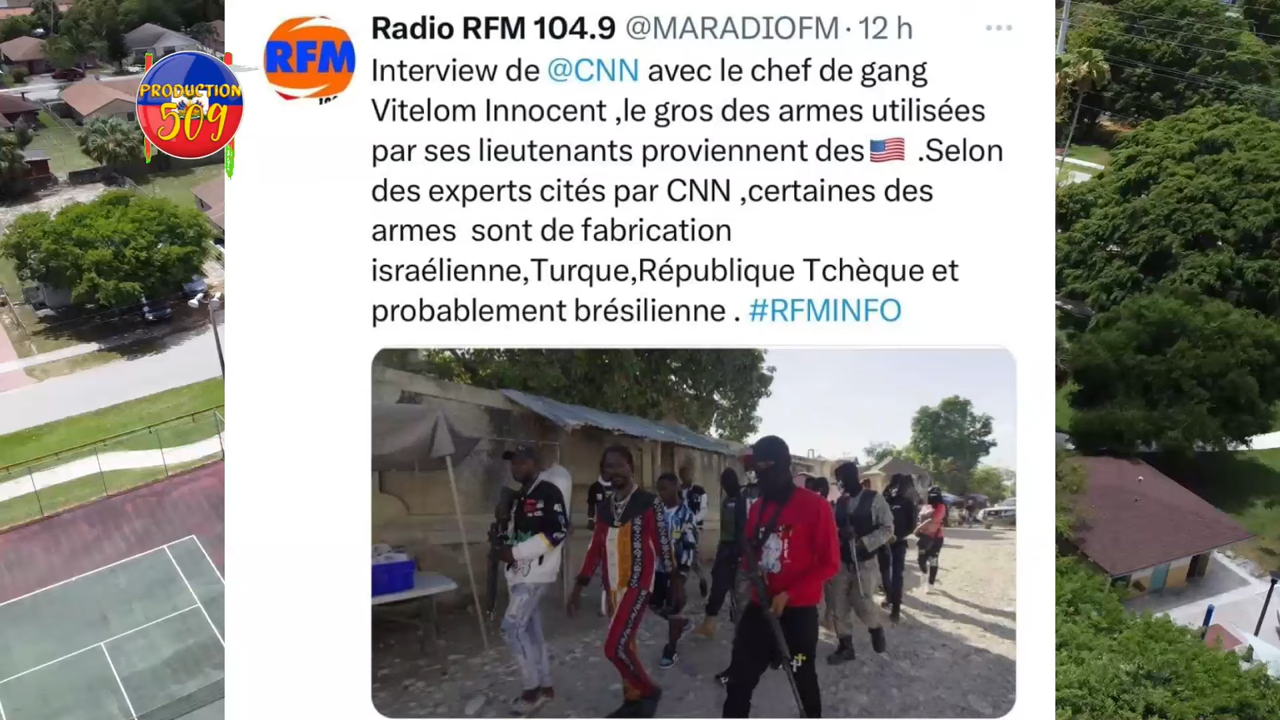 PRODUCTION
509
RFM
Radio RFM 104.9 @MARADIOFM · 12 h
Interview de @CNN avec le chef de gang
Vitelom Innocent ,le gros des armes utilisées
par ses lieutenants proviennent des🇺🇸 .Selon
des experts cités par CNN ,certaines des
armes sont de fabrication
israélienne,Turque,République Tchèque et
probablement brésilienne . #RFMINFO